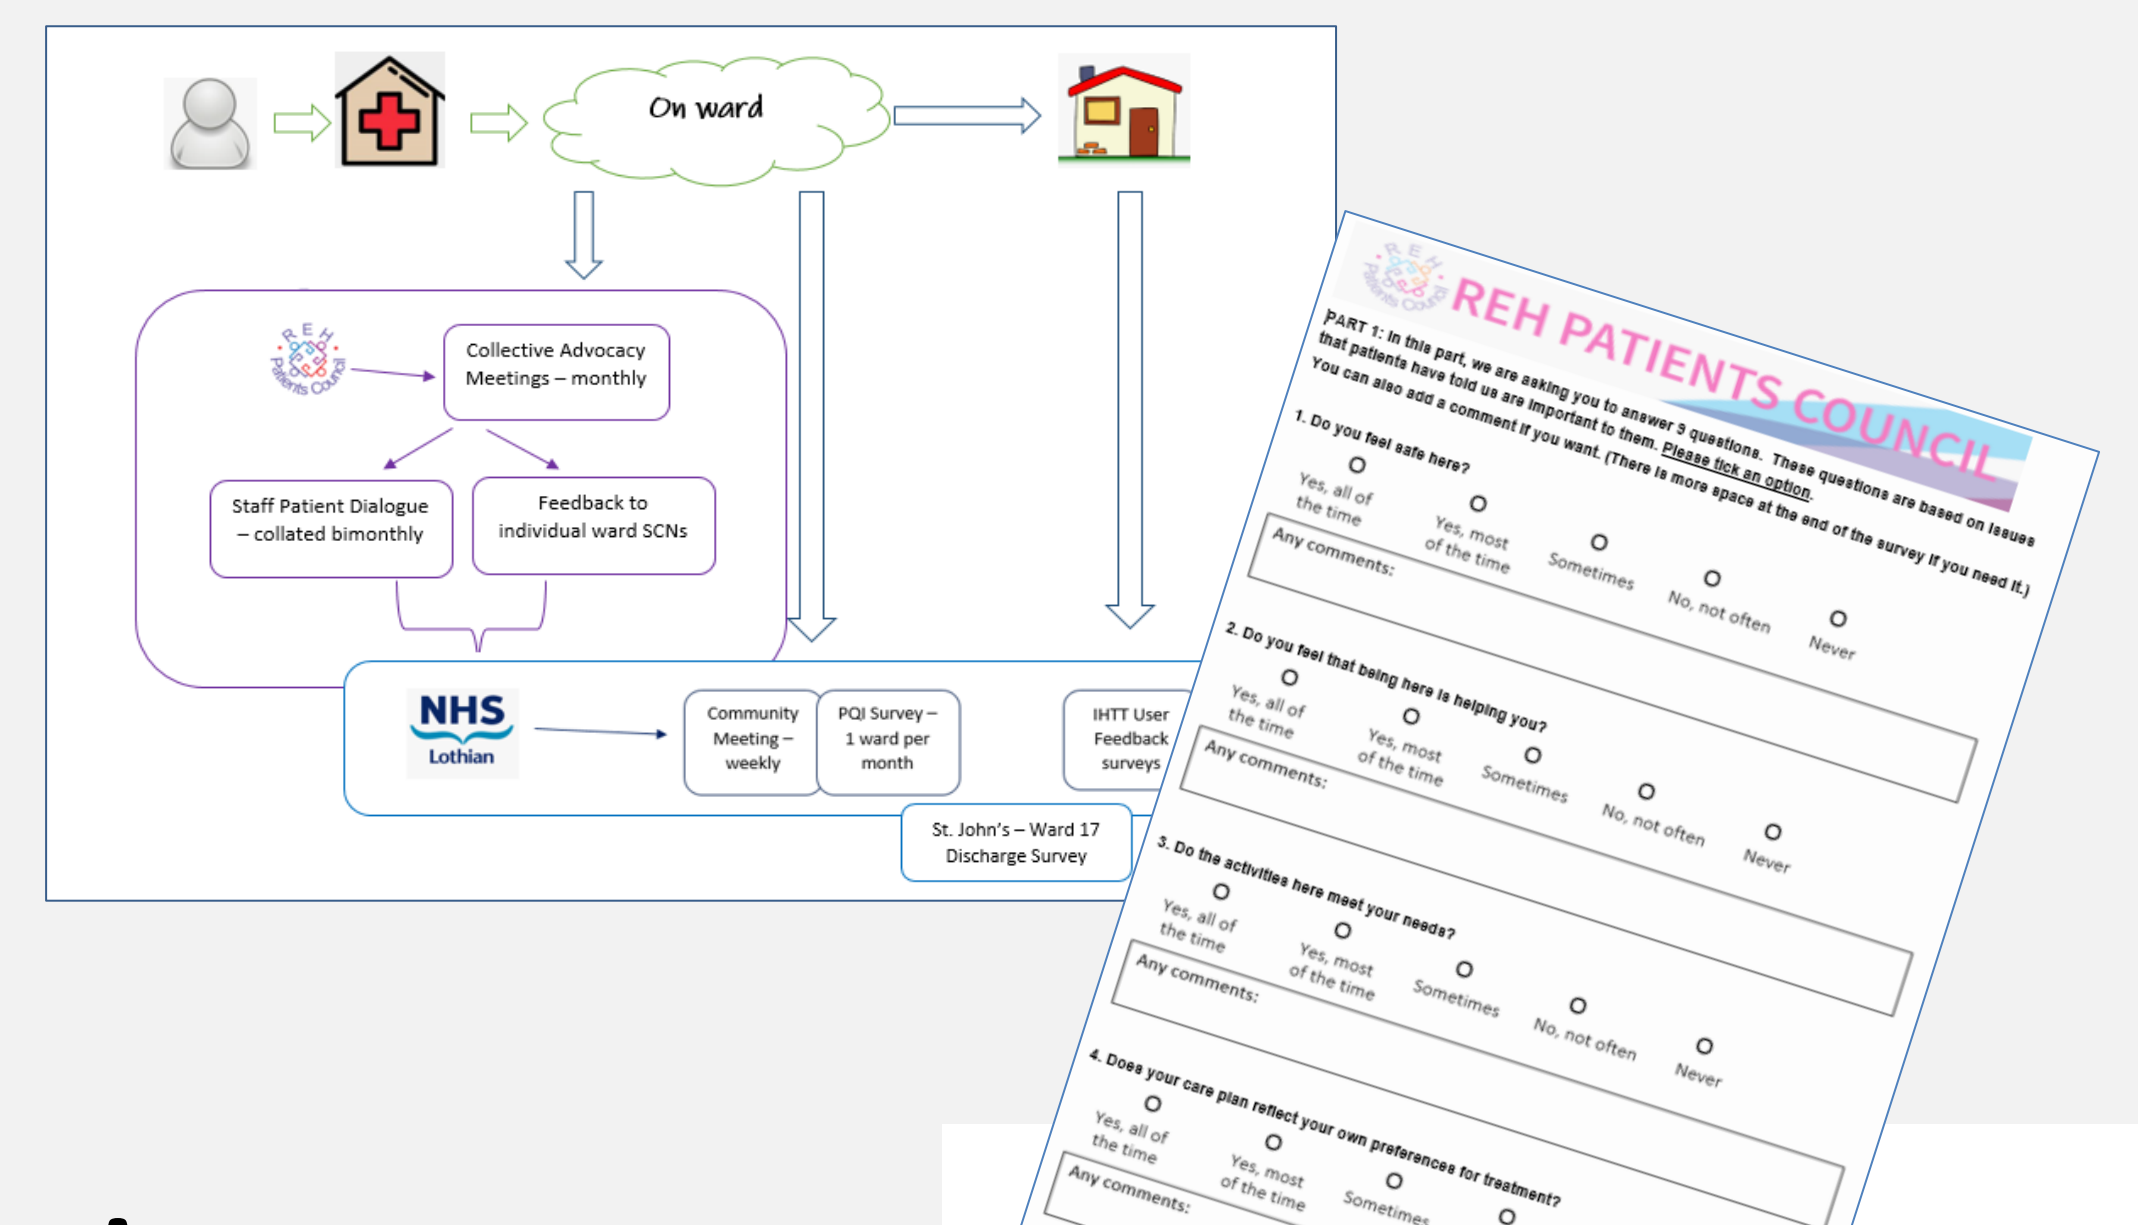 On ward
REH
Patients Council
Collective Advocacy
Meetings – monthly
Staff Patient Dialogue
– collated bimonthly
Feedback to
individual ward SCNs
NHS
Lothian
Community
Meeting –
weekly
PQI Survey –
1 ward per
month
IHTT User
Feedback
surveys
St. John's – Ward 17
Discharge Survey
REH
Patients Council
REH PATIENTS COUNCIL
PART 1: In this part, we are asking you to answer 9 questions. These questions are based on issues
that patients have told us are important to them. Please tick an option.
You can also add a comment if you want. (There is more space at the end of the survey if you need it.)
1. Do you feel safe here?
Yes, all of
the time
Yes, most
of the time
Sometimes
No, not often
Never
Any comments:
2. Do you feel that being here is helping you?
Yes, all of
the time
Yes, most
of the time
Sometimes
No, not often
Never
Any comments:
3. Do the activities here meet your needs?
Yes, all of
the time
Yes, most
of the time
Sometimes
No, not often
Never
Any comments:
4. Does your care plan reflect your own preferences for treatment?
Yes, all of
the time
Yes, most
of the time
Sometimes
Any comments: